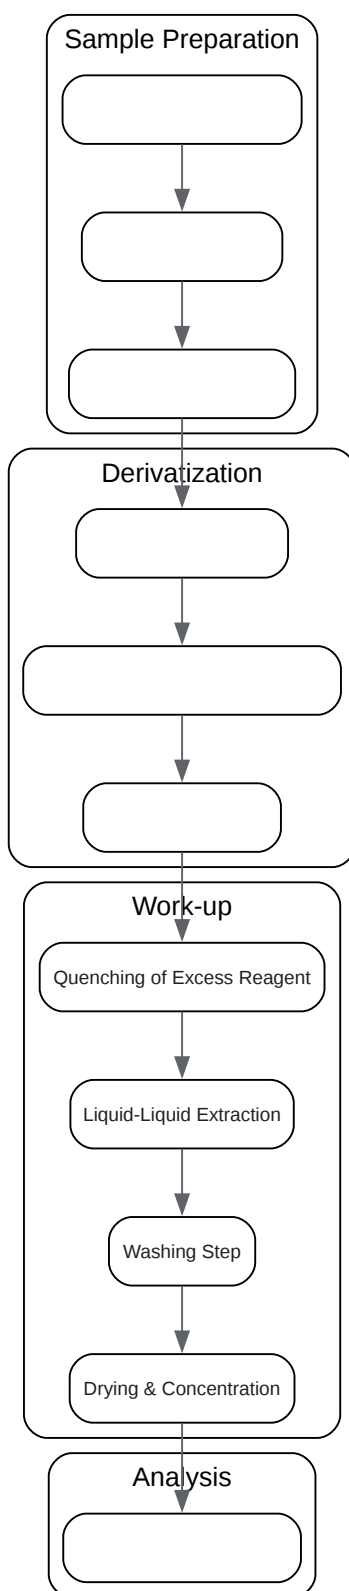 Sample Preparation
Derivatization
Work-up
Quenching of Excess Reagent
Liquid-Liquid Extraction
Washing Step
Drying & Concentration
Analysis